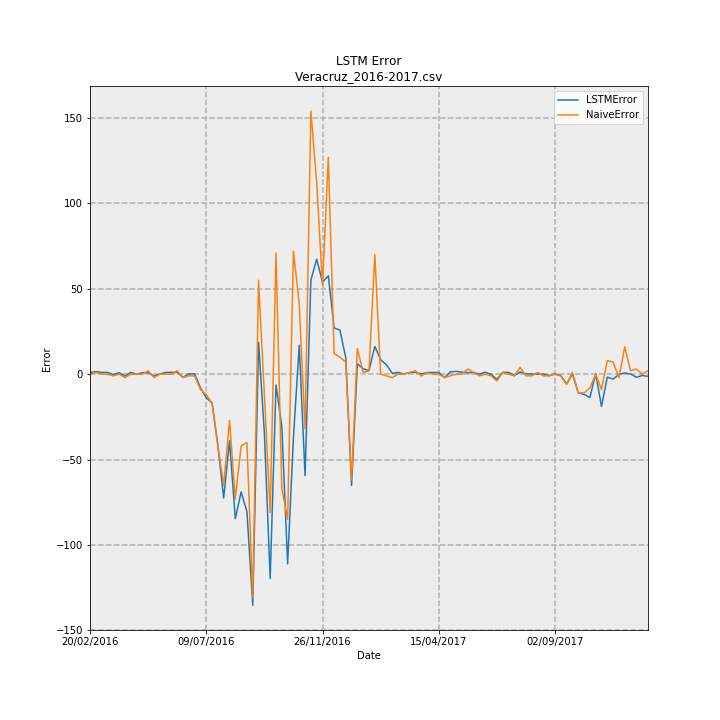 LSTM Error
Veracruz_2016-2017.csv
LSTMError
NaiveError
150
100
50
0
−50
−100
−150
Error
20/02/2016
09/07/2016
26/11/2016
15/04/2017
02/09/2017
Date